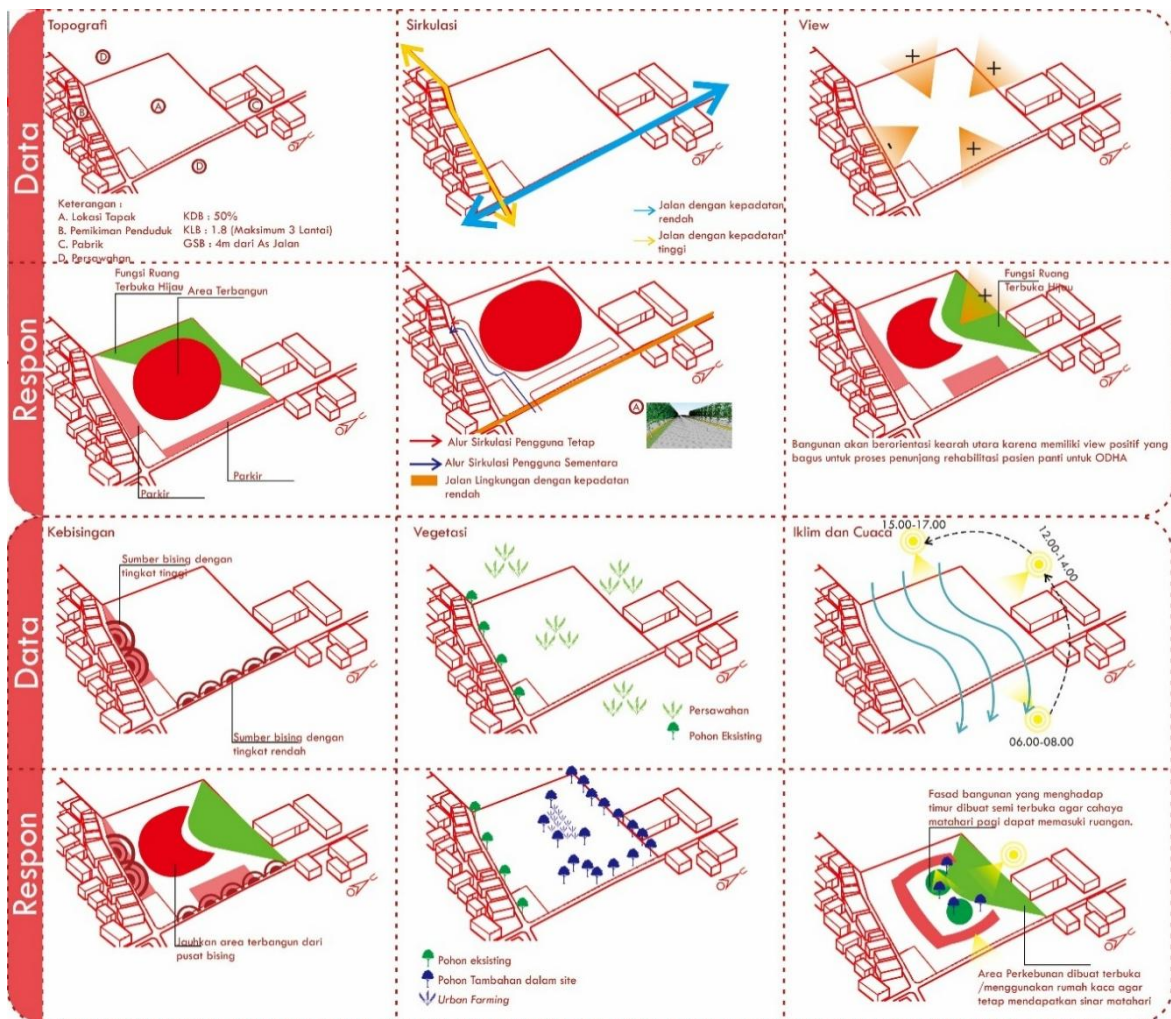 Data
Topografi
D
A
B
C
D
Keterangan :
A. Lokasi Tapak
B. Pemikiman Penduduk
C. Pabrik
D. Persawahan
KDB : 50%
KLB : 1.8 (Maksimum 3 Lantai)
GSB : 4m dari As Jalan
Sirkulasi
Jalan dengan kepadatan
rendah
Jalan dengan kepadatan
tinggi
View
+
+
-
+
Respon
Fungsi Ruang
Terbuka Hijau
Area Terbangun
Parkir
Parkir
A
Alur Sirkulasi Pengguna Tetap
Alur Sirkulasi Pengguna Sementara
Jalan Lingkungan dengan kepadatan
rendah
Fungsi Ruang
Terbuka Hijau
+
Bangunan akan berorientasi kearah utara karena memiliki view positif yang
bagus untuk proses penunjang rehabilitasi pasien panti untuk ODHA
Data
Kebisingan
Sumber bising dengan
tingkat tinggi
Sumber bising dengan
tingkat rendah
Vegetasi
Persawahan
Pohon Eksisting
Iklim dan Cuaca
15.00-17.00
12.00-14.00
06.00-08.00
Respon
Jauhkan area terbangun dari
pusat bising
Pohon eksisting
Pohon Tambahan dalam site
Urban Farming
Fasad bangunan yang menghadap
timur dibuat semi terbuka agar cahaya
matahari pagi dapat memasuki ruangan.
Area Perkebunan dibuat terbuka
/menggunakan rumah kaca agar
tetap mendapatkan sinar matahari